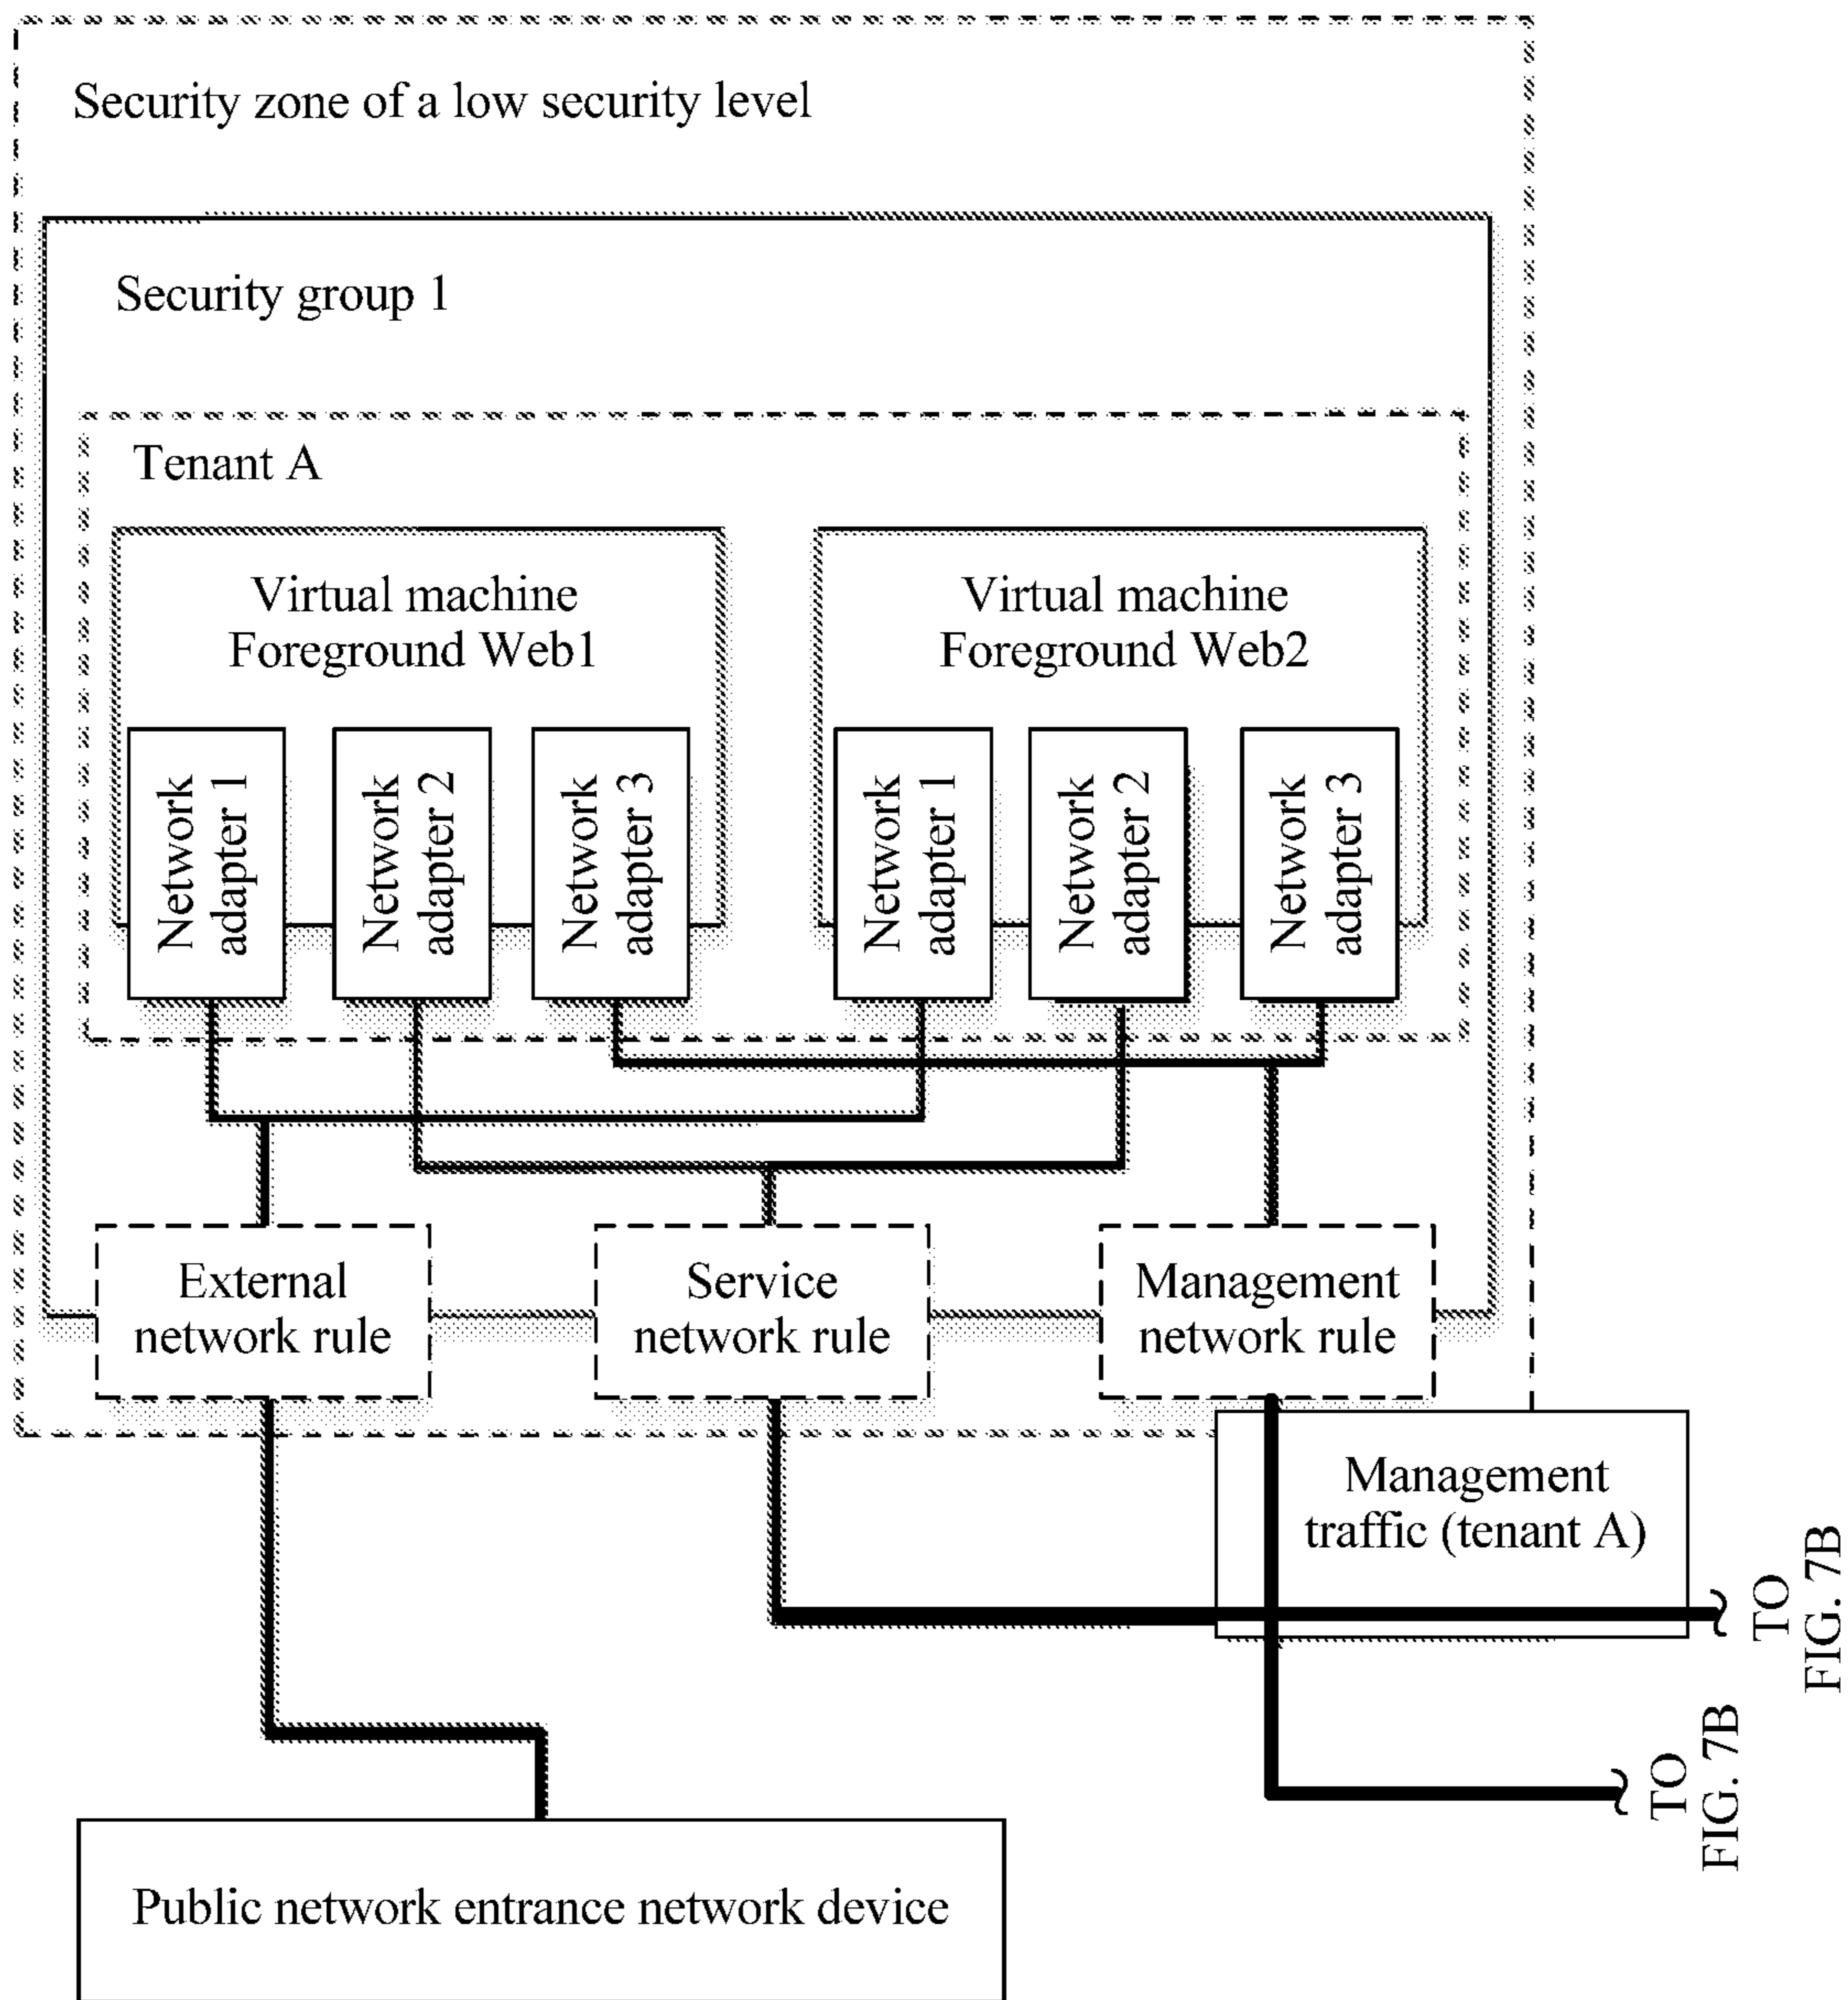 Security zone of a low security level
Security group 1
Tenant A
Virtual machine
Foreground Web1
Virtual machine
Foreground Web2
Network
adapter 1
Network
adapter 2
Network
adapter 3
Network
adapter 1
Network
adapter 2
Network
adapter 3
External
network rule
Service
network rule
Management
network rule
Management
traffic (tenant A)
TO
FIG. 7B
TO
FIG. 7B
Public network entrance network device